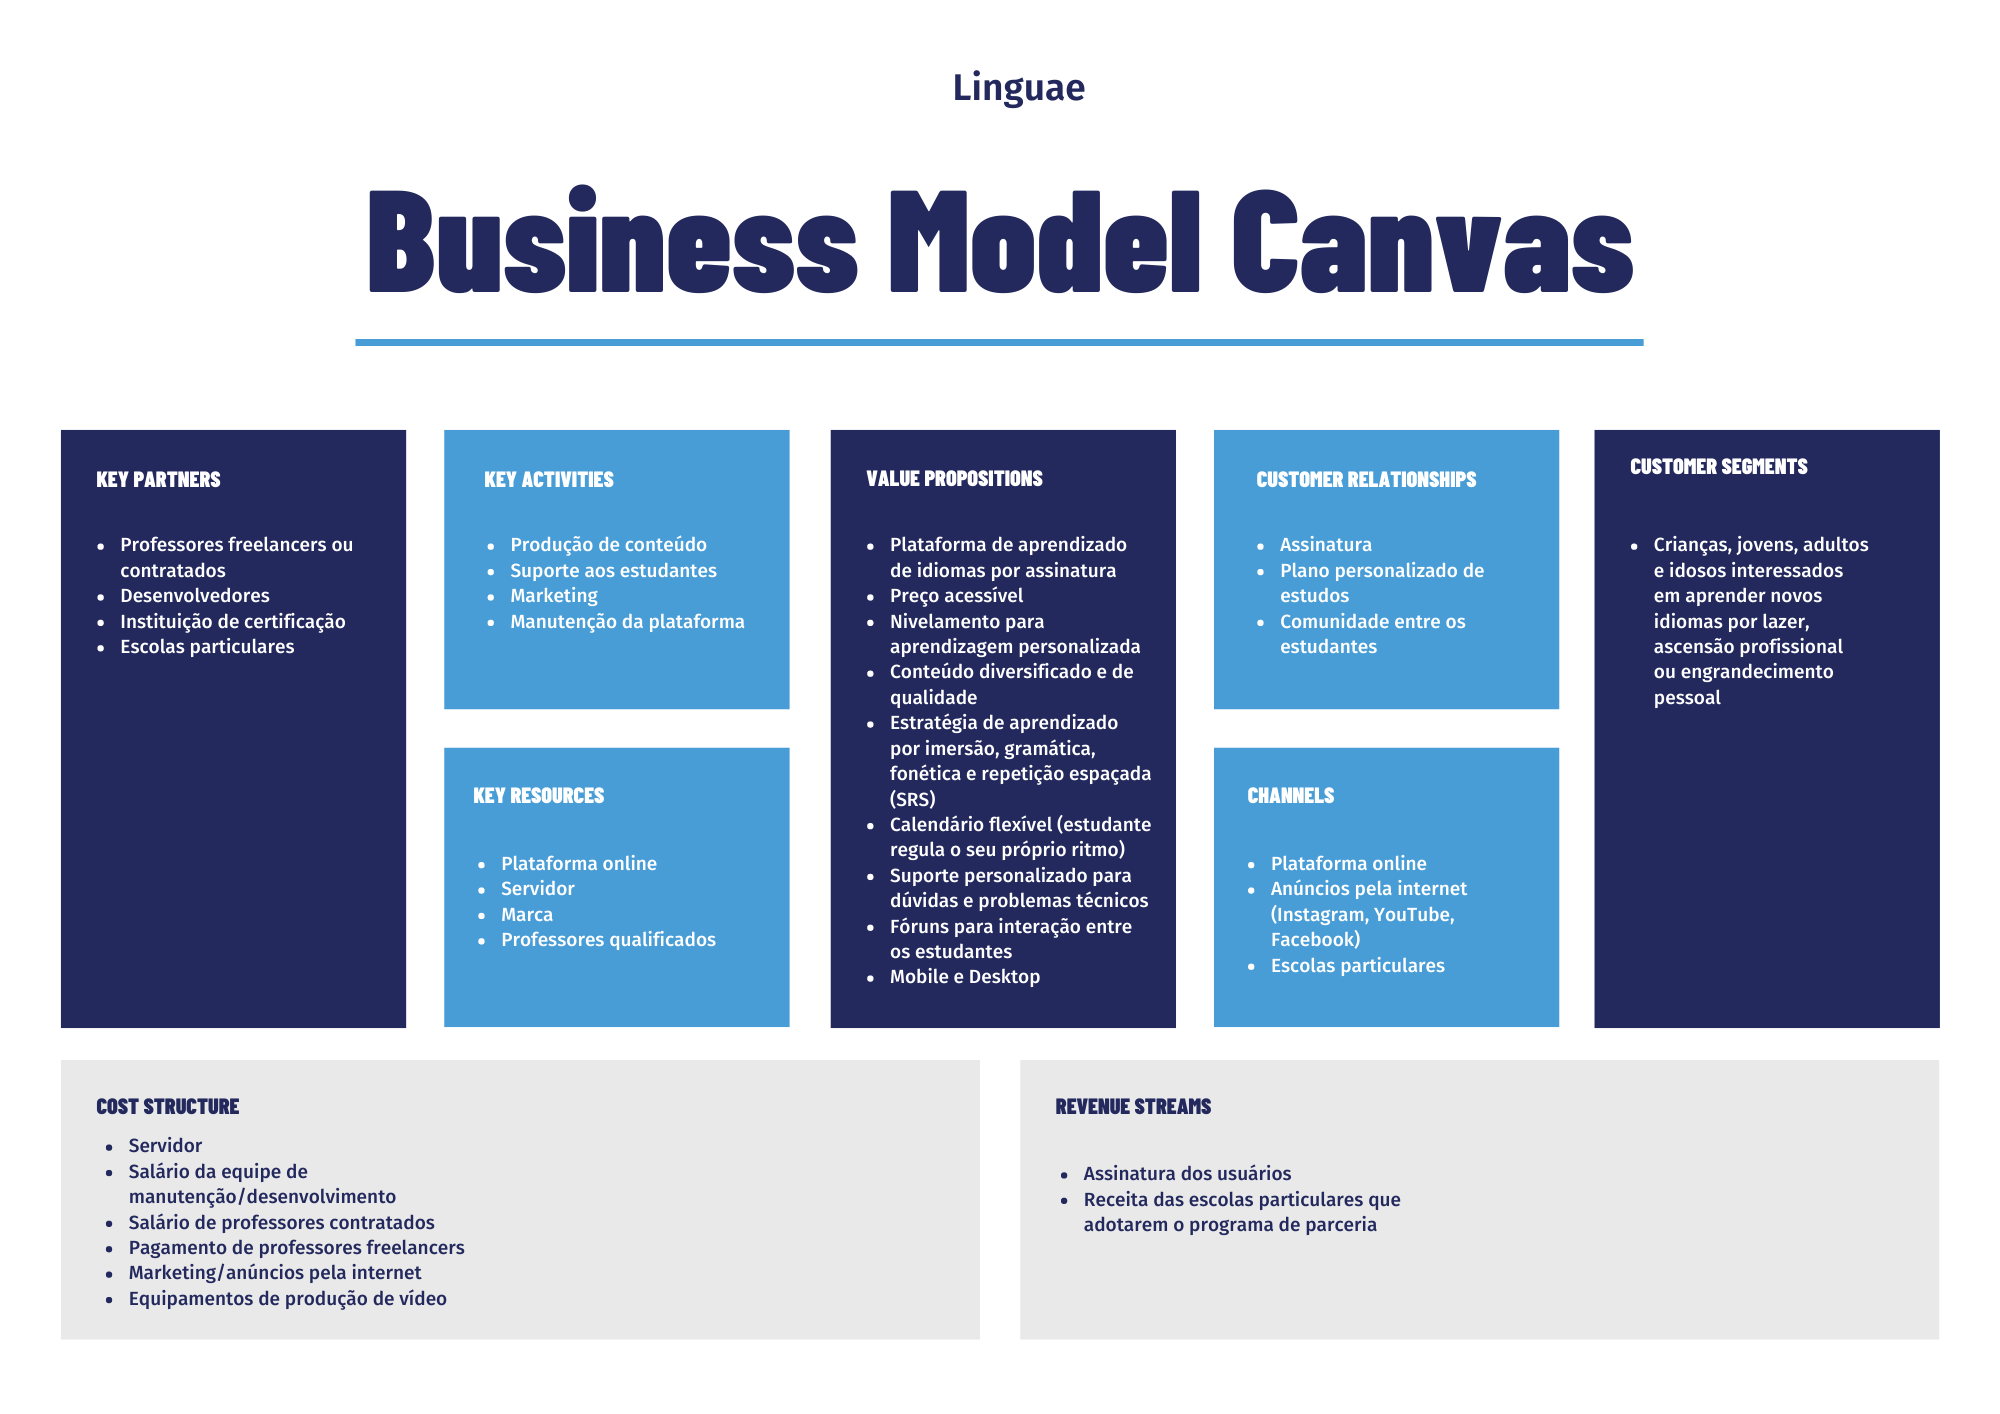 Linguae
Business Model Canvas
KEY PARTNERS
• Professores freelancers ou
contratados
• Desenvolvedores
• Instituição de certificação
• Escolas particulares
KEY ACTIVITIES
• Produção de conteúdo
• Suporte aos estudantes
• Marketing
• Manutenção da plataforma
KEY RESOURCES
• Plataforma online
• Servidor
• Marca
• Professores qualificados
VALUE PROPOSITIONS
• Plataforma de aprendizado
de idiomas por assinatura
• Preço acessível
• Nivelamento para
aprendizagem personalizada
• Conteúdo diversificado e de
qualidade
• Estratégia de aprendizado
por imersão, gramática,
fonética e repetição espaçada
(SRS)
• Calendário flexível (estudante
regula o seu próprio ritmo)
• Suporte personalizado para
dúvidas e problemas técnicos
• Fóruns para interação entre
os estudantes
• Mobile e Desktop
CUSTOMER RELATIONSHIPS
• Assinatura
• Plano personalizado de
estudos
• Comunidade entre os
estudantes
CHANNELS
• Plataforma online
• Anúncios pela internet
(Instagram, YouTube,
Facebook)
• Escolas particulares
CUSTOMER SEGMENTS
• Crianças, jovens, adultos
e idosos interessados
em aprender novos
idiomas por lazer,
ascensão profissional
ou engrandecimento
pessoal
COST STRUCTURE
• Servidor
• Salário da equipe de
manutenção/desenvolvimento
• Salário de professores contratados
• Pagamento de professores freelancers
• Marketing/anúncios pela internet
• Equipamentos de produção de vídeo
REVENUE STREAMS
• Assinatura dos usuários
• Receita das escolas particulares que
adotarem o programa de parceria